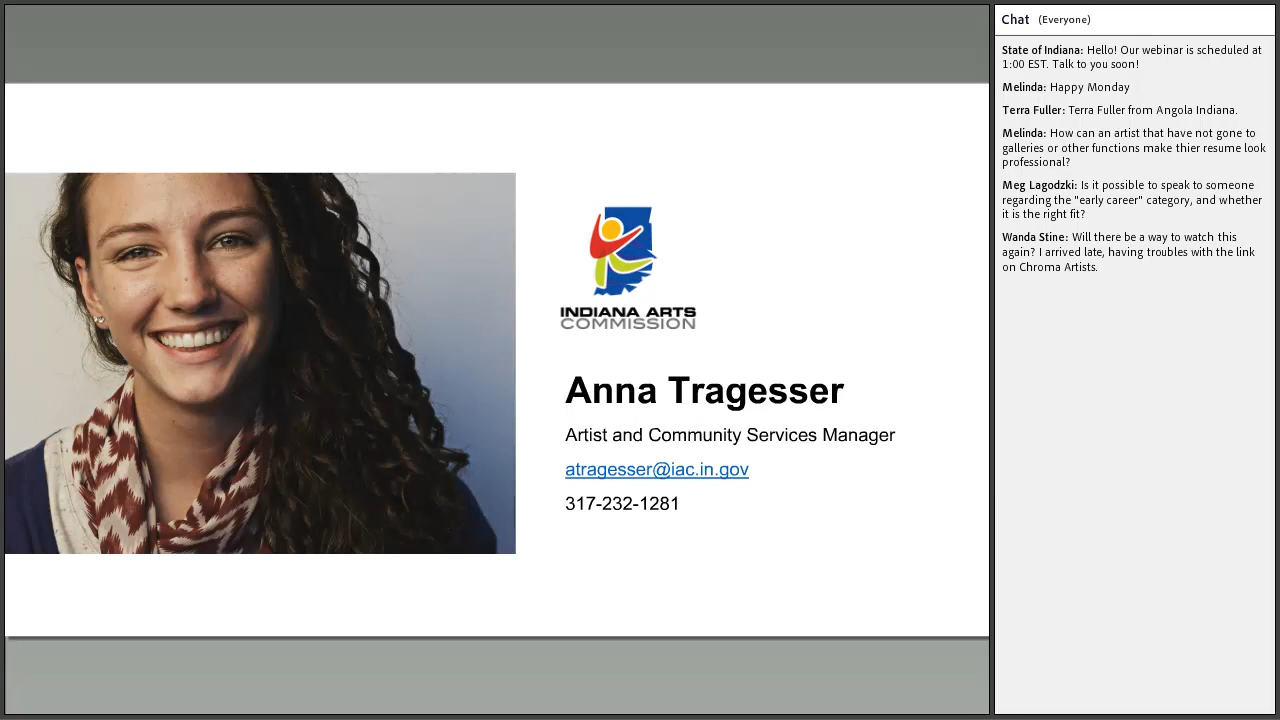 INDIANA ARTS
COMMISSION
Anna Tragesser
Artist and Community Services Manager
atragesser@iac.in.gov
317-232-1281
Chat (Everyone)
State of Indiana: Hello! Our webinar is scheduled at
1:00 EST. Talk to you soon!
Melinda: Happy Monday
Terra Fuller: Terra Fuller from Angola Indiana.
Melinda: How can an artist that have not gone to
galleries or other functions make thier resume look
professional?
Meg Lagodzki: Is it possible to speak to someone
regarding the "early career" category, and whether
it is the right fit?
Wanda Stine: Will there be a way to watch this
again? I arrived late, having troubles with the link
on Chroma Artists.